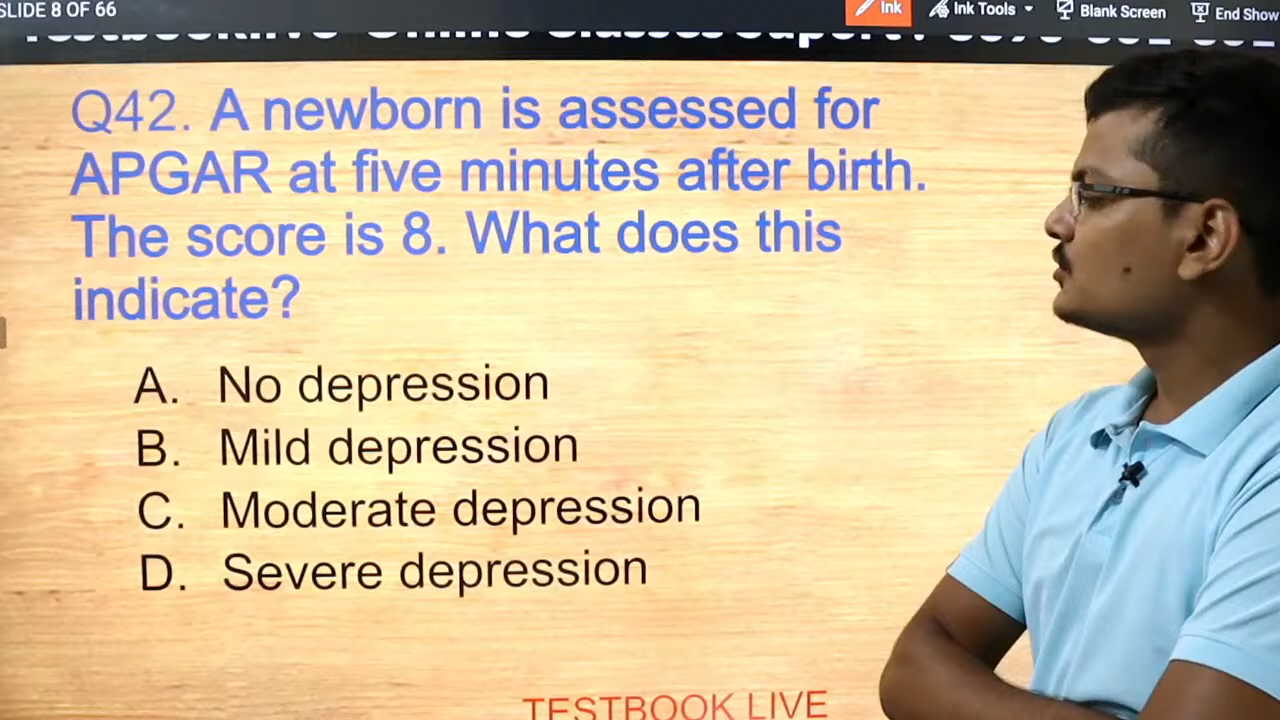 SLIDE 8 OF 66
Ink
Ink Tools
Blank Screen
End Show
Q42. A newborn is assessed for
APGAR at five minutes after birth.
The score is 8. What does this
indicate?
A. No depression
B. Mild depression
C. Moderate depression
D. Severe depression
TESTBOOK LIVE